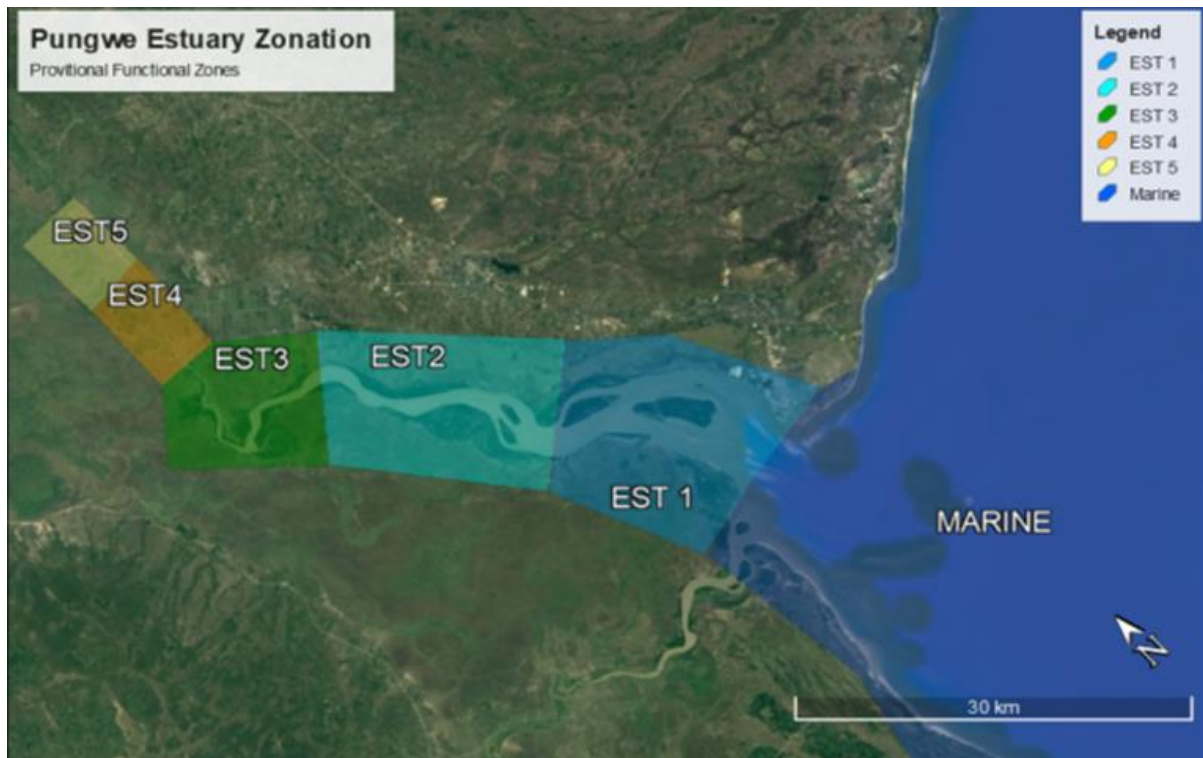 Pungwe Estuary Zonation
Provitional Functional Zones
Legend
EST 1
EST 2
EST 3
EST 4
EST 5
Marine
EST5
EST4
EST3
EST2
EST 1
MARINE
N
30 km